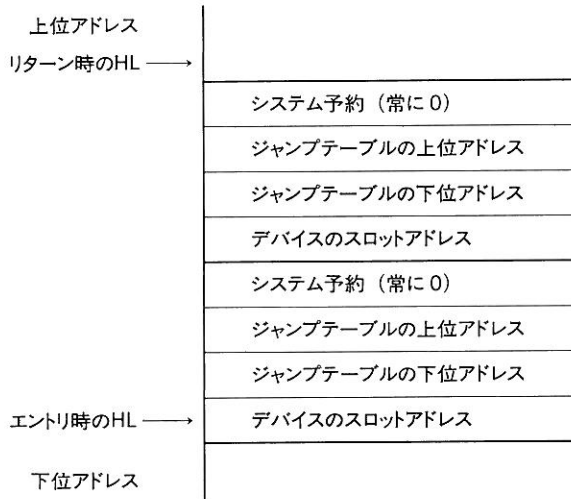 上位アドレス
リターン時のHL
システム予約（常に0）
ジャンプテーブルの上位アドレス
ジャンプテーブルの下位アドレス
デバイスのスロットアドレス
システム予約（常に0）
ジャンプテーブルの上位アドレス
ジャンプテーブルの下位アドレス
エントリ時のHL
デバイスのスロットアドレス
下位アドレス